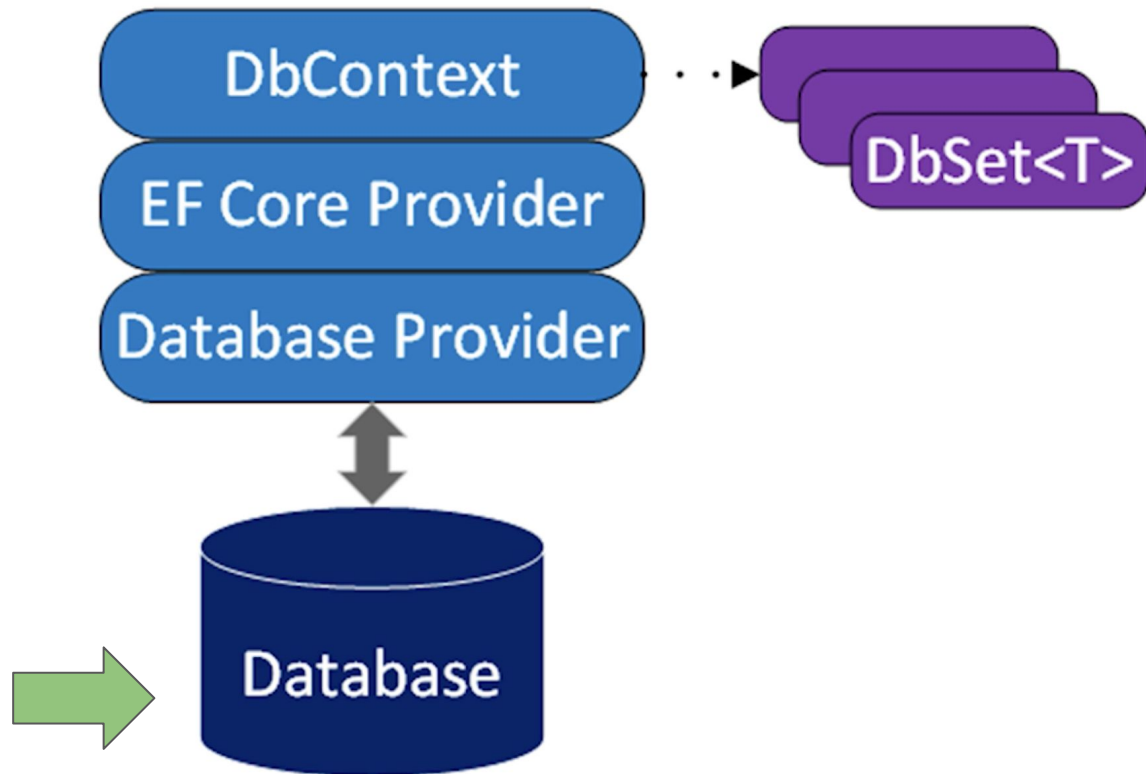 DbContext
DbSet<T>
EF Core Provider
Database Provider
Database